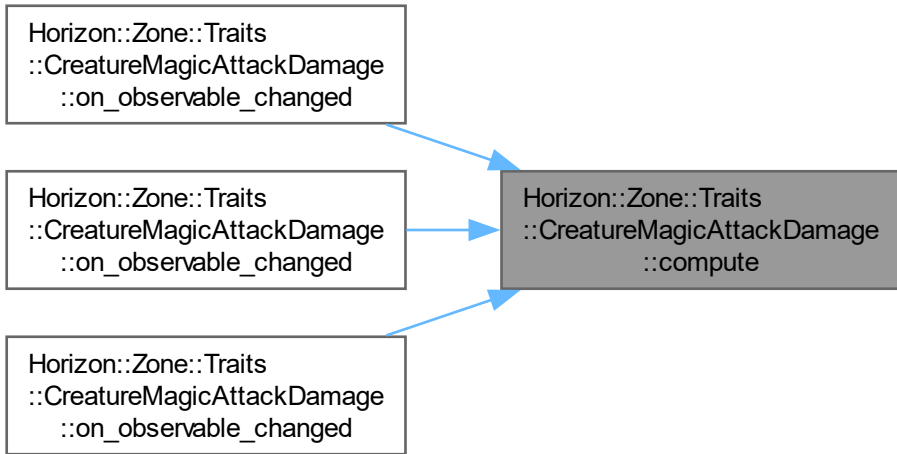 Horizon::Zone::Traits
::CreatureMagicAttackDamage
::on_observable_changed
Horizon::Zone::Traits
::CreatureMagicAttackDamage
::on_observable_changed
Horizon::Zone::Traits
::CreatureMagicAttackDamage
::compute
Horizon::Zone::Traits
::CreatureMagicAttackDamage
::on_observable_changed